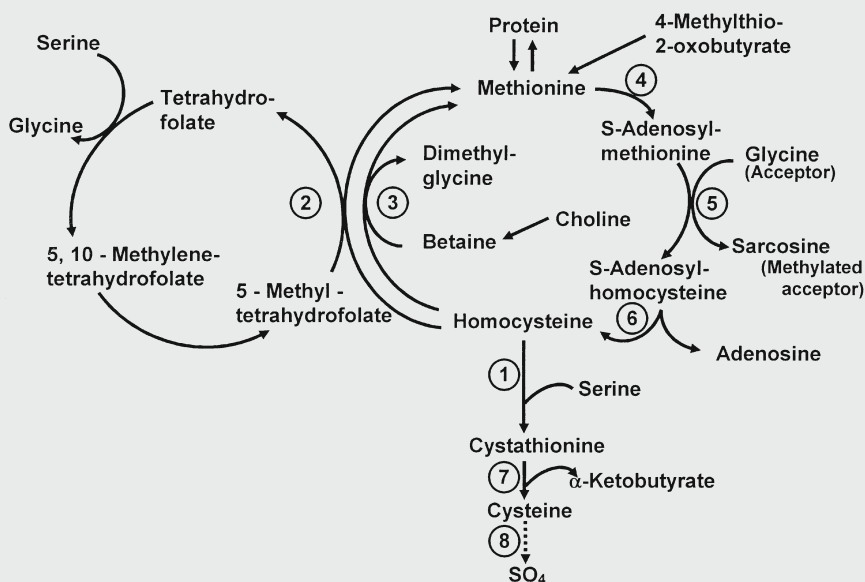 Protein
4-Methylthio-
2-oxobutyrate
Serine
Methionine
4
Tetrahydro-
folate
Glycine
S-Adenosyl-
methionine
Dimethyl-
glycine
Glycine
(Acceptor)
2
3
5
Choline
Betaine
5, 10 - Methylene-
tetrahydrofolate
Sarcosine
(Methylated
acceptor)
S-Adenosyl-
homocysteine
5 - Methyl -
tetrahydrofolate
Homocysteine
6
Adenosine
1
Serine
Cystathionine
7
α-Ketobutyrate
Cysteine
8
SO₄